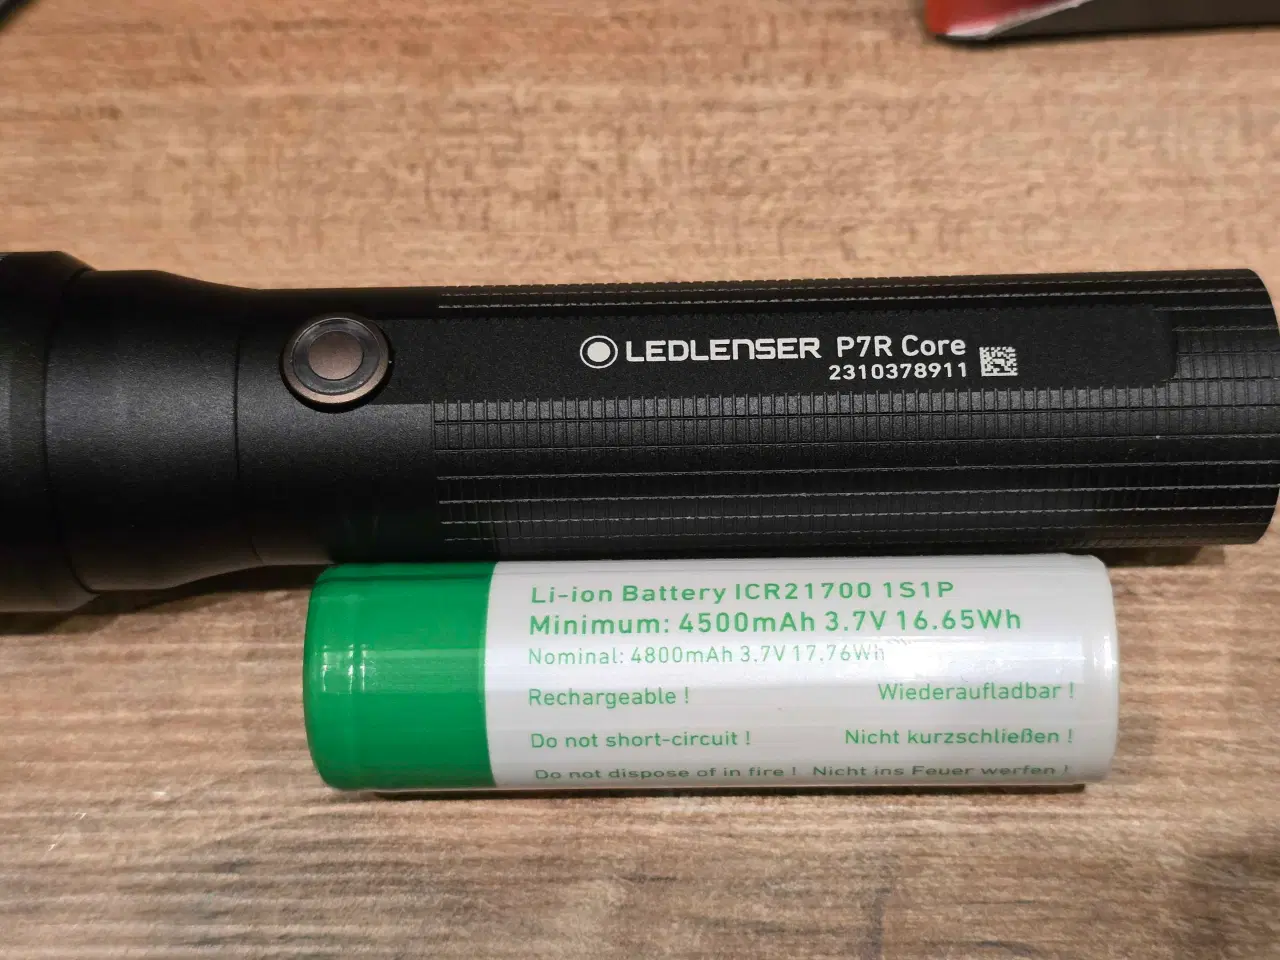 LEDLENSER P7R Core
2310378911
Li-ion Battery ICR21700 1S1P
Minimum: 4500mAh 3.7V 16.65Wh
Nominal: 4800mAh 3.7V 17.76Wh
Rechargeable ! Wiederaufladbar !
Do not short-circuit ! Nicht kurzschließen !
Do not dispose of in fire ! Nicht ins Feuer werfen !